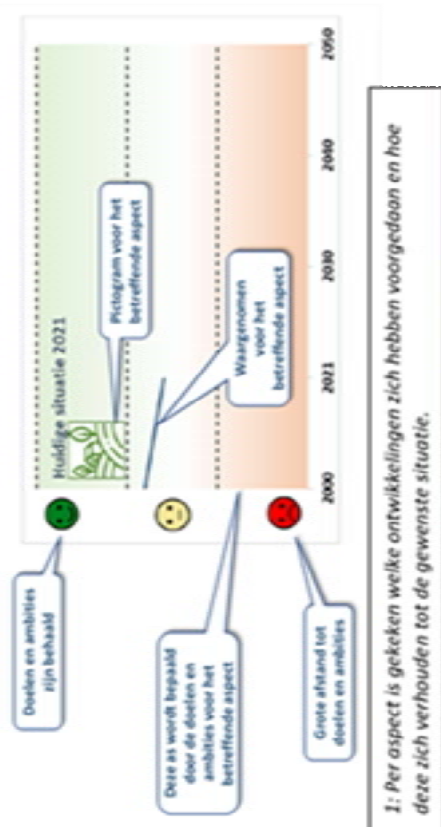 Doelen en ambities
zijn behaald
Huidige situatie 2021
Pictogram voor het
betreffende aspect
Deze as wordt bepaald
door de doelen en
ambities voor het
betreffende aspect
Waargenomen
voor het
betreffende aspect
Grote afstand tot
doelen en ambities
2000
2021
2030
2040
2050
1: Per aspect is gekeken welke ontwikkelingen zich hebben voorgedaan en hoe
deze zich verhouden tot de gewenste situatie.